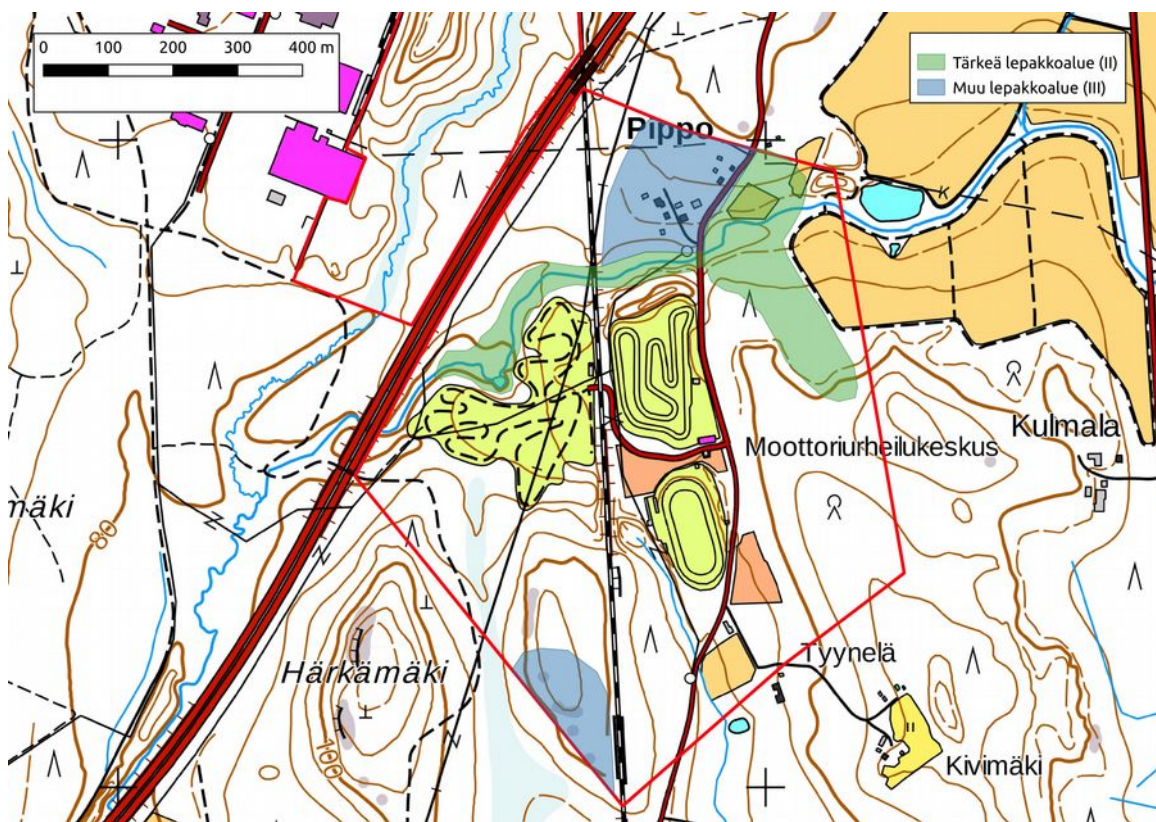 0 100 200 300 400 m
Tärkeä lepakkoalue (II)
Muu lepakkoalue (III)
Pippo
K
Moottoriurheilukeskus
Kulmala
mäki
80
Härkämäki
100
Tyynelä
Kivimäki